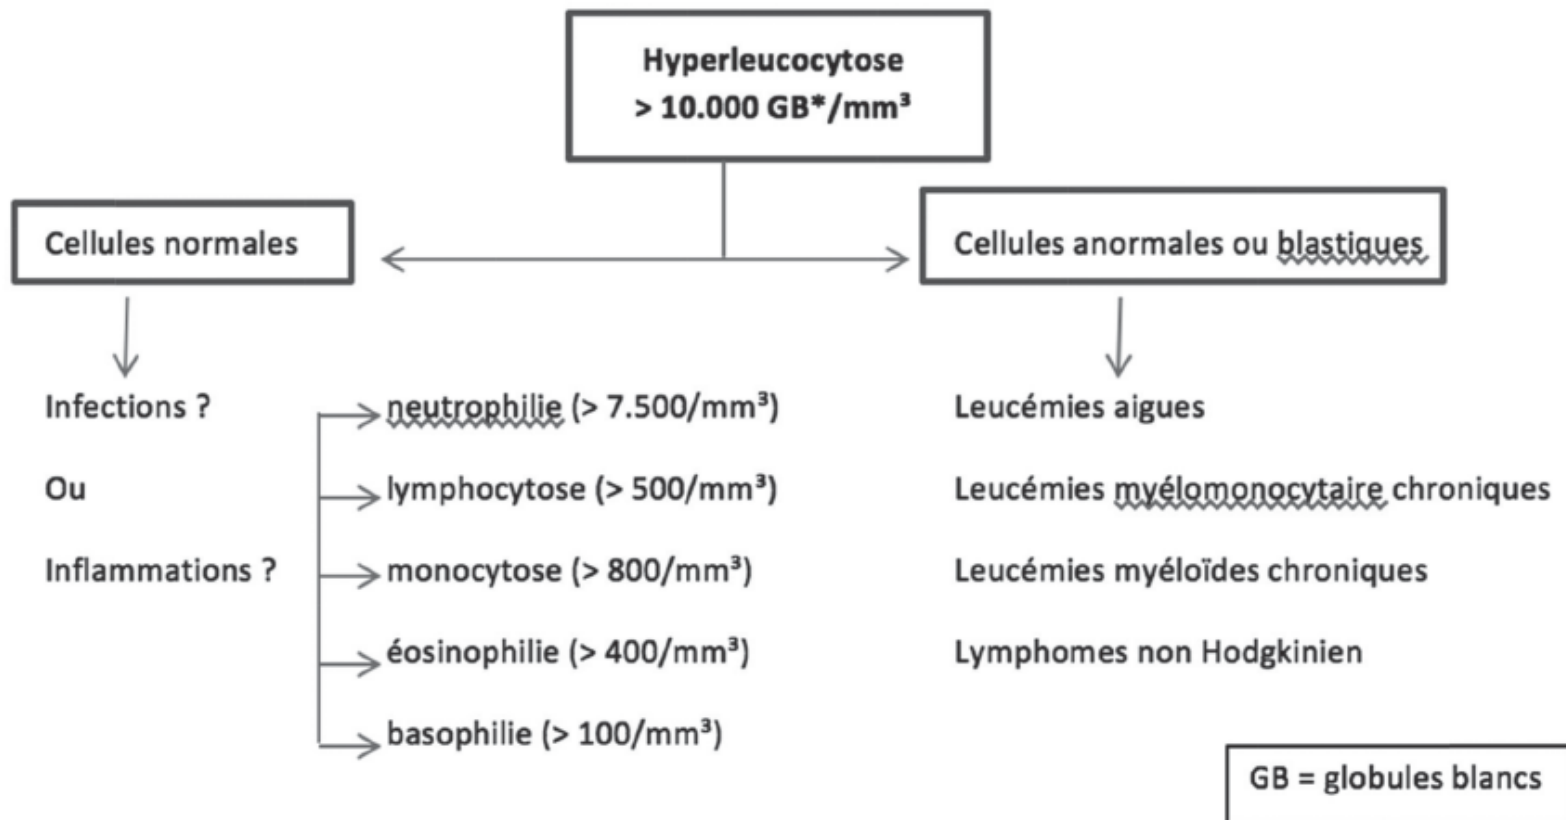 Hyperleucocytose
> 10.000 GB*/mm³
Cellules normales
Cellules anormales ou blastiques
Infections ?
Ou
Inflammations ?
neutrophilie (> 7.500/mm³)
lymphocytose (> 500/mm³)
monocytose (> 800/mm³)
éosinophilie (> 400/mm³)
basophilie (> 100/mm³)
Leucémies aigues
Leucémies myélomonocytaire chroniques
Leucémies myéloïdes chroniques
Lymphomes non Hodgkinien
GB = globules blancs